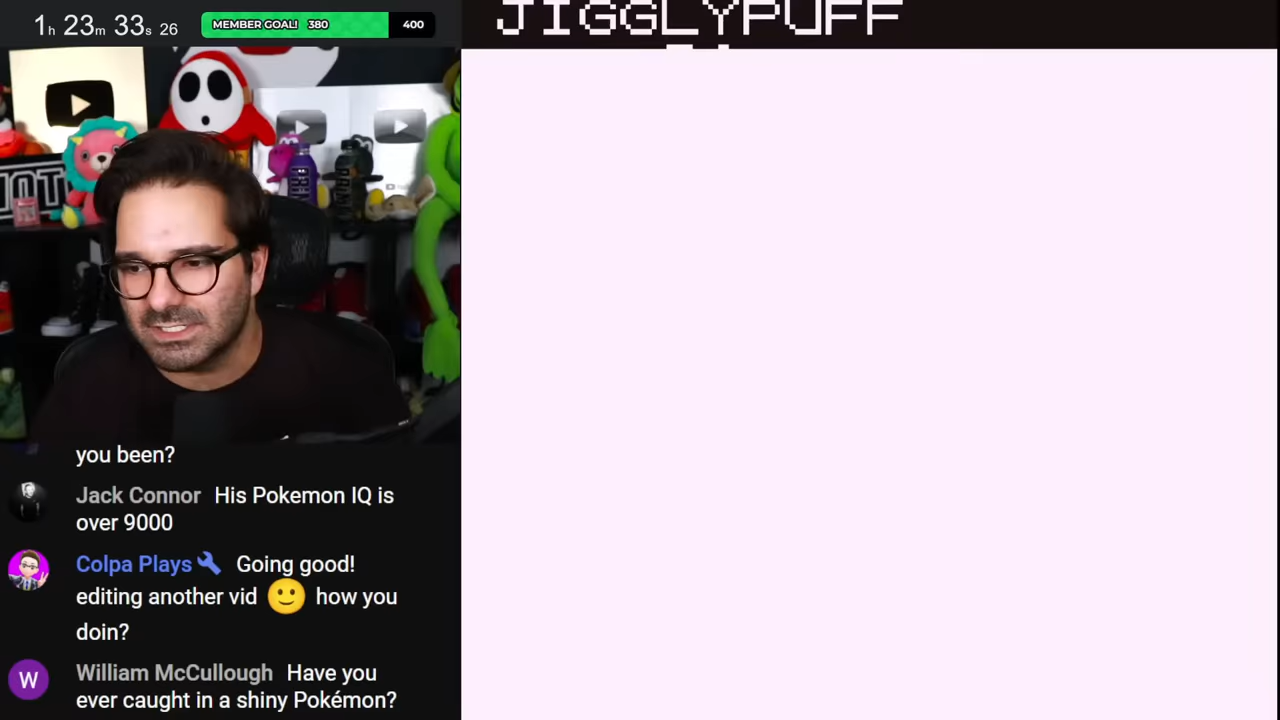 1h 23m 33s 26
MEMBER GOAL! 380 400
JIGGLYPUFF
you been?
Jack Connor His Pokemon IQ is
over 9000
Colpa Plays Going good!
editing another vid 🙂 how you
doin?
W William McCullough Have you
ever caught in a shiny Pokémon?